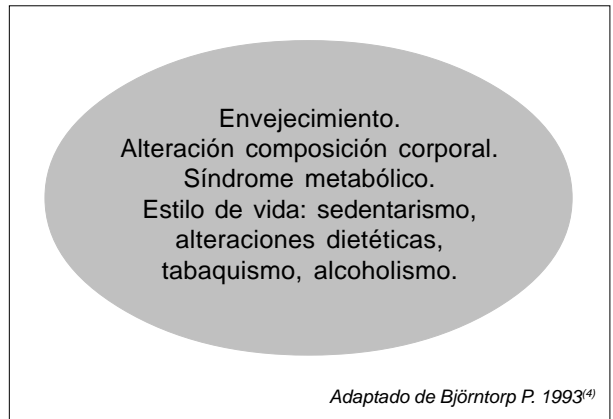 Envejecimiento.
Alteración composición corporal.
Síndrome metabólico.
Estilo de vida: sedentarismo,
alteraciones dietéticas,
tabaquismo, alcoholismo.
Adaptado de Björntorp P. 1993(4)